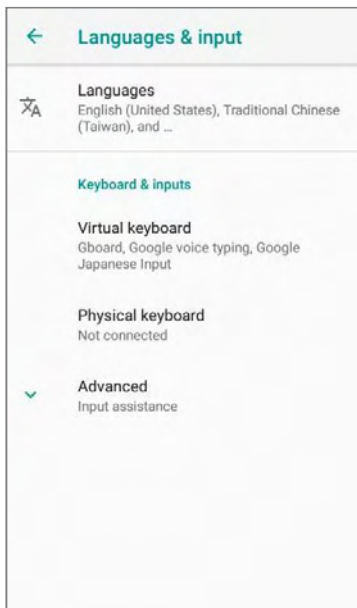 Languages & input
Languages
English (United States), Traditional Chinese
(Taiwan), and ...
Keyboard & inputs
Virtual keyboard
Gboard, Google voice typing, Google
Japanese Input
Physical keyboard
Not connected
Advanced
Input assistance